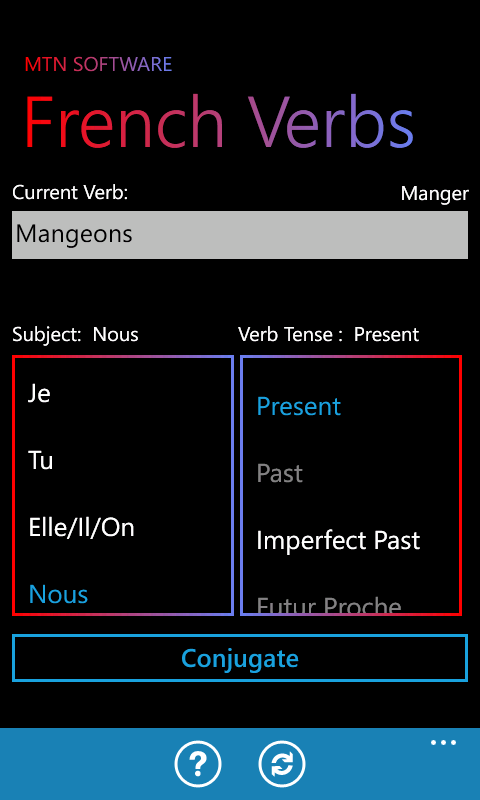 MTN SOFTWARE
French Verbs
Current Verb: Manger
Mangeons
Subject: Nous Verb Tense : Present
Je
Tu
Elle/Il/On
Nous
Present
Past
Imperfect Past
Futur Proche
Conjugate
?
...